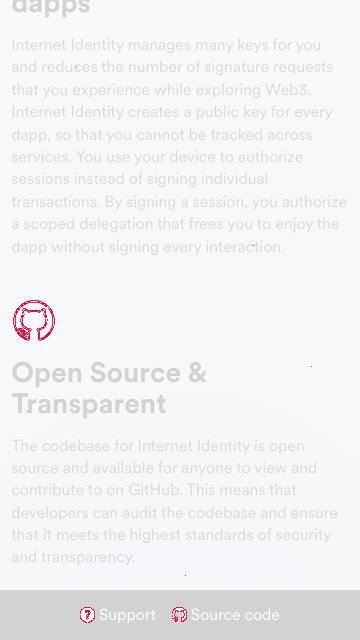 dapps
Internet Identity manages many keys for you
and reduces the number of signature requests
that you experience while exploring Web3.
Internet Identity creates a public key for every
dapp, so that you cannot be tracked across
services. You use your device to authorize
sessions instead of signing individual
transactions. By signing a session, you authorize
a scoped delegation that frees you to enjoy the
dapp without signing every interaction.
Open Source &
Transparent
The codebase for Internet Identity is open
source and available for anyone to view and
contribute to on GitHub. This means that
developers can audit the codebase and ensure
that it meets the highest standards of security
and transparency.
? Support Source code